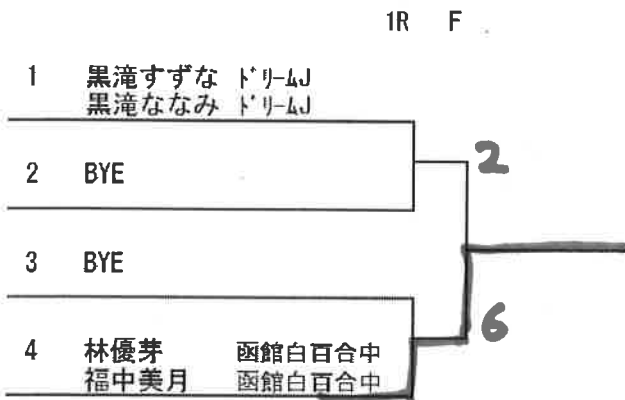 1R F
1 黒滝すずな ドリームJ
黒滝ななみ ドリームJ
2 BYE
2
3 BYE
6
4 林優芽 函館白百合中
福中美月 函館白百合中